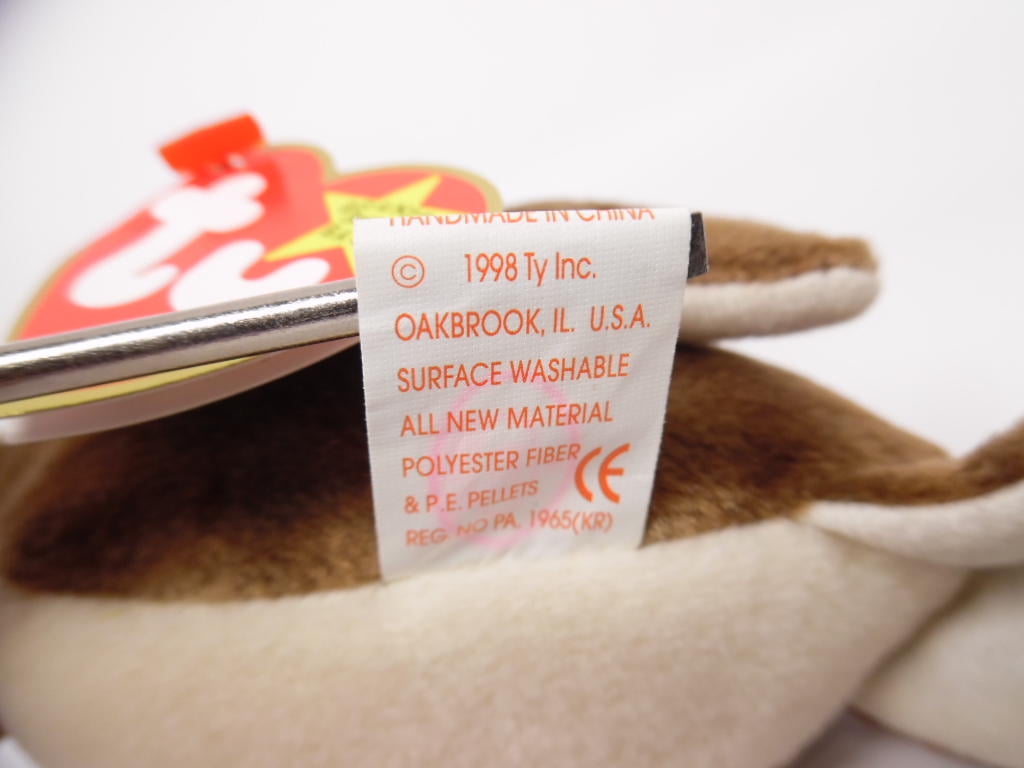 ty
HANDMADE IN CHINA
© 1998 Ty Inc.
OAKBROOK, IL. U.S.A.
SURFACE WASHABLE
ALL NEW MATERIAL
POLYESTER FIBER
& P.E. PELLETS CE
REG. NO PA. 1965(KR)